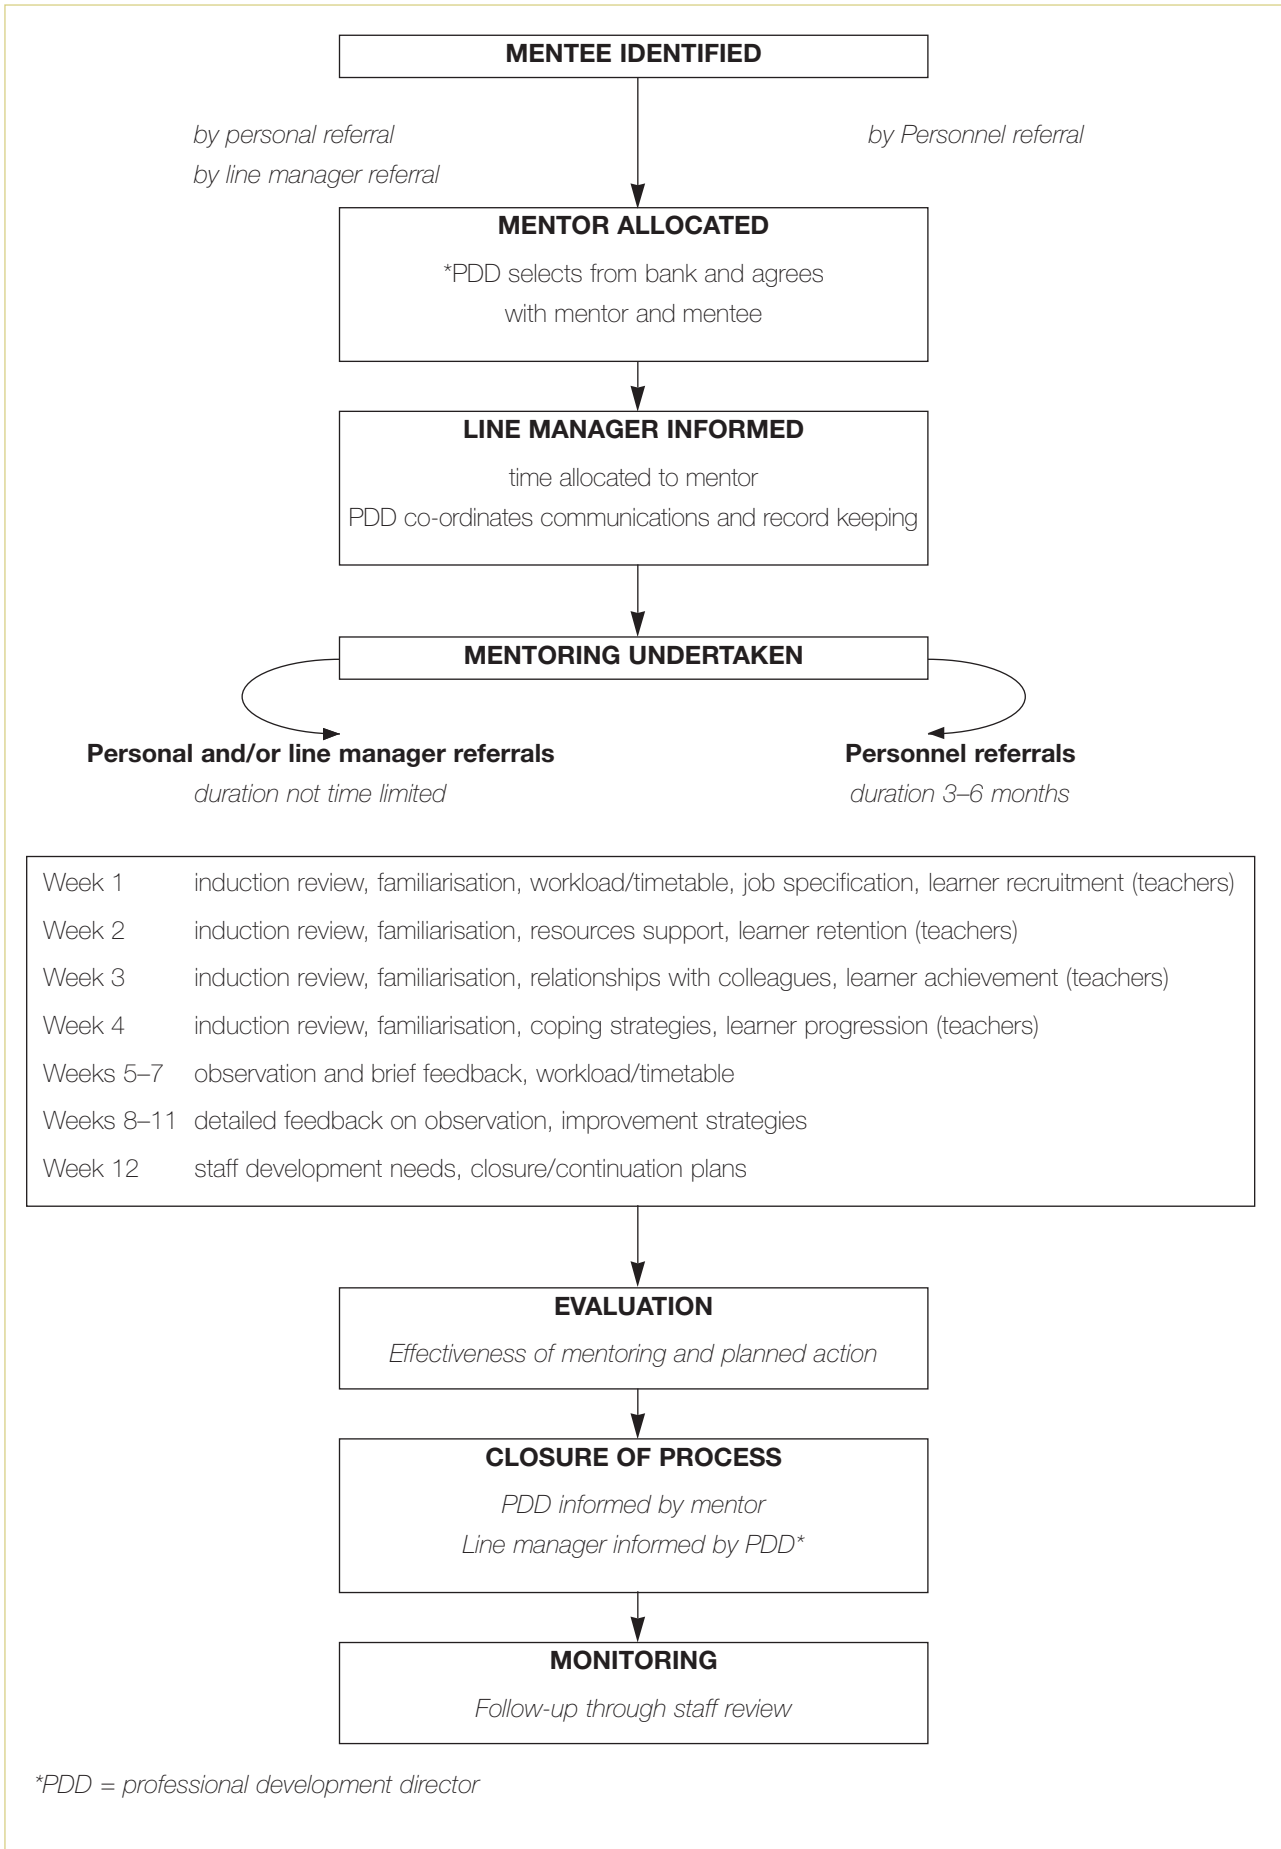 MENTEE IDENTIFIED
by personal referral
by line manager referral
by Personnel referral
MENTOR ALLOCATED
*PDD selects from bank and agrees
with mentor and mentee
LINE MANAGER INFORMED
time allocated to mentor
PDD co-ordinates communications and record keeping
MENTORING UNDERTAKEN
Personal and/or line manager referrals
duration not time limited
Personnel referrals
duration 3–6 months
Week 1 induction review, familiarisation, workload/timetable, job specification, learner recruitment (teachers)
Week 2 induction review, familiarisation, resources support, learner retention (teachers)
Week 3 induction review, familiarisation, relationships with colleagues, learner achievement (teachers)
Week 4 induction review, familiarisation, coping strategies, learner progression (teachers)
Weeks 5–7 observation and brief feedback, workload/timetable
Weeks 8–11 detailed feedback on observation, improvement strategies
Week 12 staff development needs, closure/continuation plans
EVALUATION
Effectiveness of mentoring and planned action
CLOSURE OF PROCESS
PDD informed by mentor
Line manager informed by PDD*
MONITORING
Follow-up through staff review
*PDD = professional development director